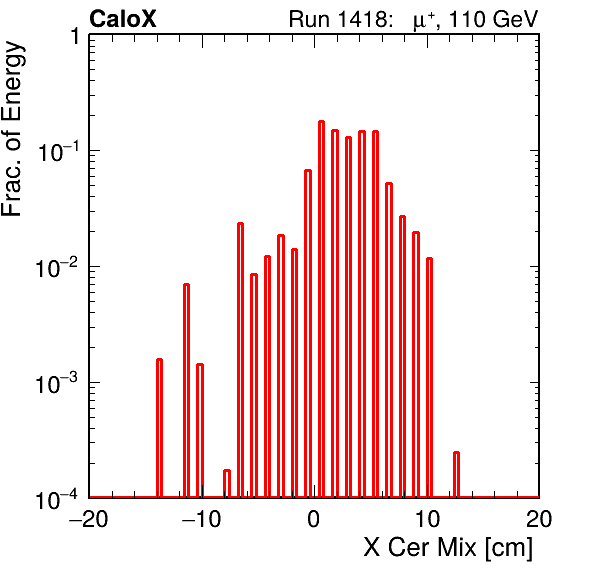 CaloX Run 1418: μ⁺, 110 GeV
Frac. of Energy
1
10⁻¹
10⁻²
10⁻³
10⁻⁴
−20 −10 0 10 20
X Cer Mix [cm]